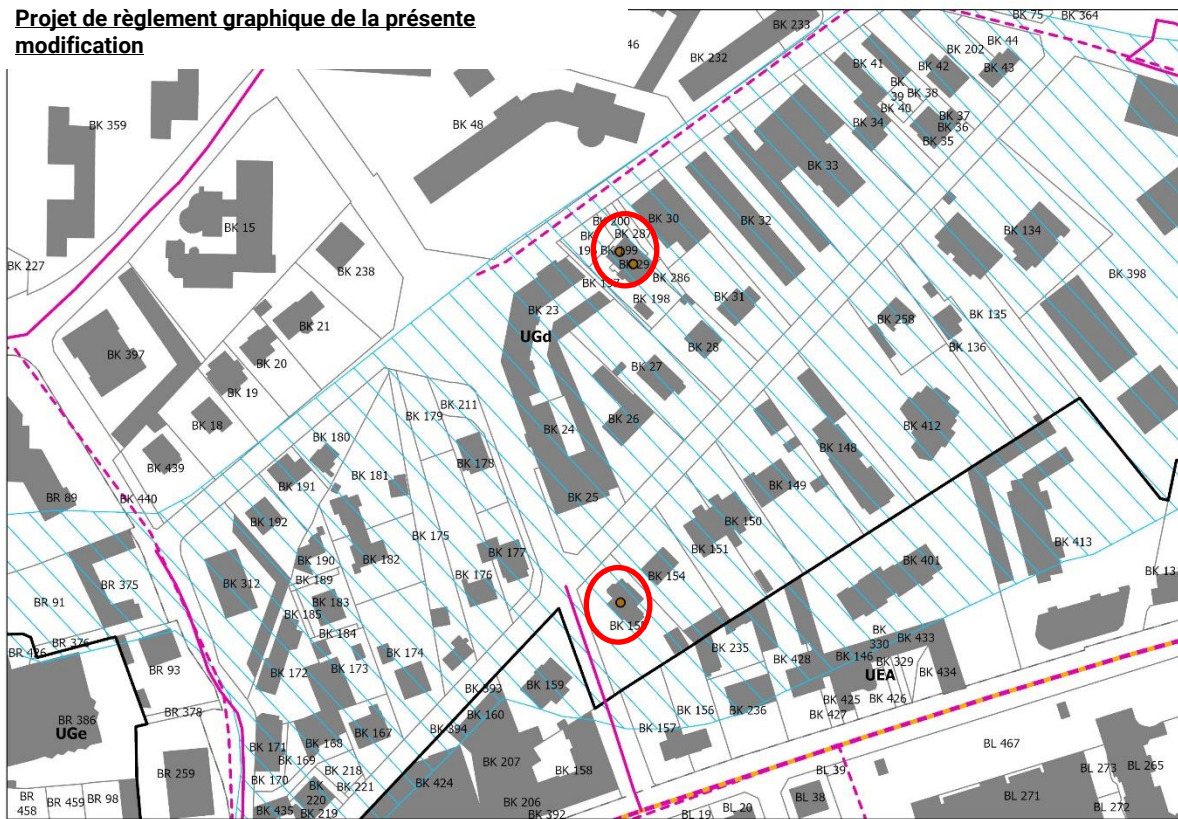 Projet de règlement graphique de la présente
modification
BK 75
BK 364
BK 233
46
BK 232
BK 44
BK 202
BK 41
BK 42
BK 43
BK
39
BK 38
BK 40
BK 37
BK 36
BK 35
BK 34
BK 359
BK 48
BK 33
BK 15
BK 200
BK 30
BK 32
BK 287
BK 134
BK 227
BK 238
BK 286
BK 198
BK 398
BK 23
BK 31
BK 21
BK 258
BK 135
UGd
BK 136
BK 28
BK 397
BK 20
BK 27
BK 19
BK 211
BK 179
BK 26
BK 18
BK 24
BK 412
BK 180
BK 148
BK 439
BK 178
BK 181
BK 191
BK 149
BR 89
BK 440
BK 25
BK 192
BK 150
BK 175
BK 413
BK 151
BK 190
BK 182
BK 177
BK 401
BK 154
BK 312
BK 189
BK 176
BR 375
BR 91
BK 183
BK 185
BK 184
BR 376
BK 235
BK
330
BK 433
BR 426
BK 174
BK 146
BK 428
BK 329
BR 93
BK 172
BK 173
BK 434
UEA
BK 393
BK 159
BK 425
BK 426
BR 378
BK 160
BK 156
BK 236
BK 427
BR 386
BK 394
BK 157
UGe
BK 167
BK 168
BK 171
BL 467
BK 169
BK 207
BK 158
BR 259
BK 170
BK 218
BL 39
BL 273
BL 265
BK 424
BK
220
BK 221
BR
458
BR 459
BR 98
BL 38
BL 271
BK 206
BK 435
BK 219
BK 392
BL 19
BL 20
BL 272